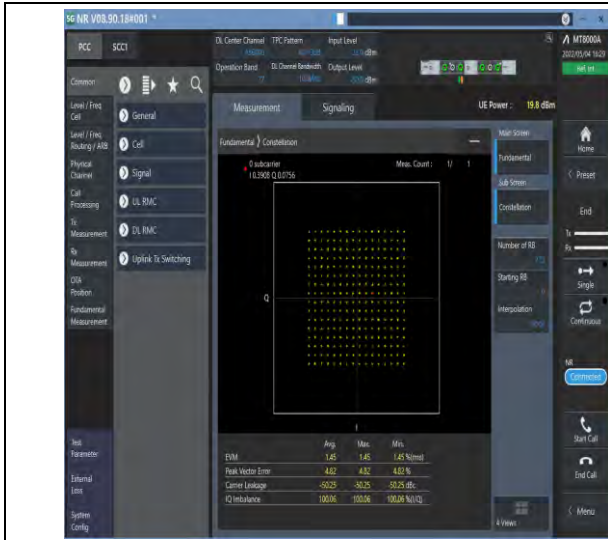 5G NR V08.90.18#001 *
PCC
SCC1
DL Center Channel
TPC Pattern
Input Level
dBm
Operation Band
DL Channel Bandwidth
Output Level
dBm
MT8000A
Ref. Int
Common
Level / Freq
Cell
Level / Freq
Routing / ARB
Physical
Channel
Call
Processing
Tx
Measurement
Rx
Measurement
OTA
Position
Fundamental
Measurement
Test
Parameter
External
Loss
System
Config
General
Cell
Signal
UL RMC
DL RMC
Uplink Tx Switching
Measurement
Signaling
UE Power : 19.8 dBm
Fundamental
Constellation
0 subcarrier
I 0.3908 Q 0.0756
Meas. Count : 1/ 1
Q
I
Avg. Max. Min.
EVM 1.45 1.45 1.45 %(rms)
Peak Vector Error 4.82 4.82 4.82 %
Carrier Leakage -50.25 -50.25 -50.25 dBc
IQ Imbalance 100.06 100.06 100.06 %(I/Q)
Main Screen
Fundamental
Sub Screen
Constellation
Number of RB
Starting RB
Interpolation
4 Views
Home
Preset
End
Tx
Rx
Single
Continuous
NR
Connected
Start Call
End Call
Menu